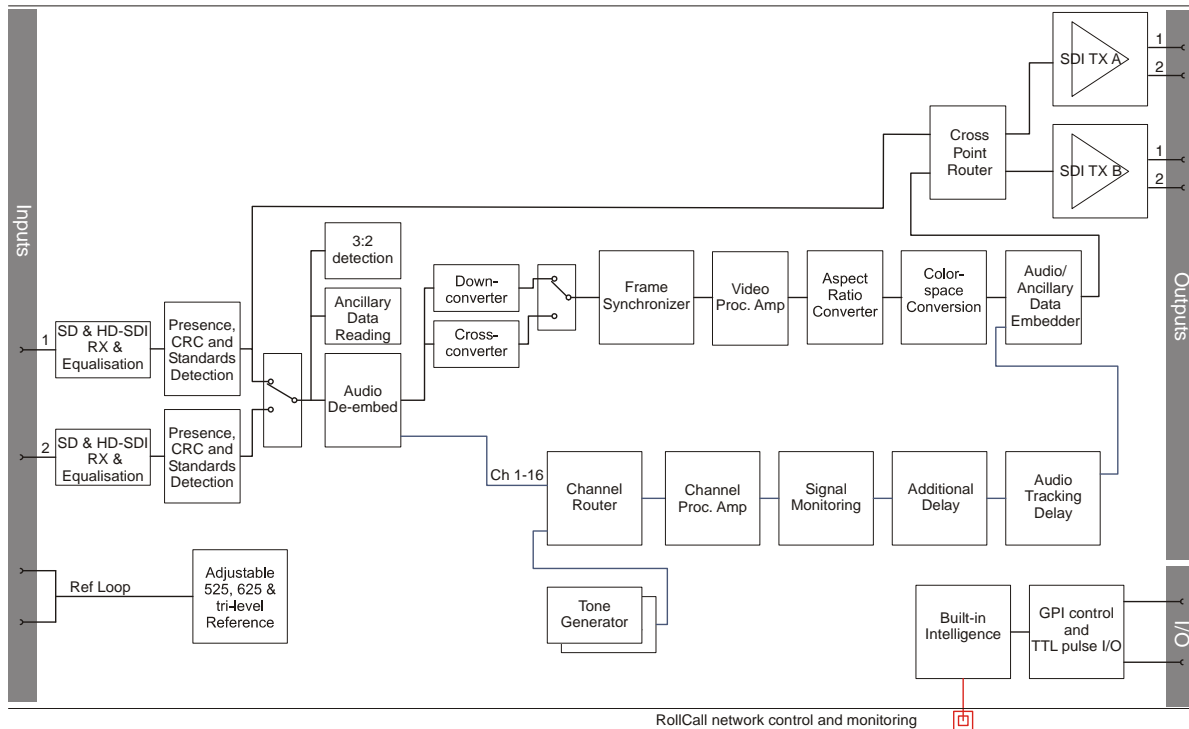 Inputs
1
SD & HD-SDI
RX &
Equalisation
Presence,
CRC and
Standards
Detection
2
SD & HD-SDI
RX &
Equalisation
Presence,
CRC and
Standards
Detection
Ref Loop
Adjustable
525, 625 &
tri-level
Reference
3:2
detection
Ancillary
Data
Reading
Audio
De-embed
Down-
converter
Cross-
converter
Frame
Synchronizer
Video
Proc. Amp
Aspect
Ratio
Converter
Color-
space
Conversion
Audio/
Ancillary
Data
Embedder
Cross
Point
Router
SDI TX A
1
2
SDI TX B
1
2
Outputs
Ch 1-16
Channel
Router
Channel
Proc. Amp
Signal
Monitoring
Additional
Delay
Audio
Tracking
Delay
Tone
Generator
Built-in
Intelligence
GPI control
and
TTL pulse I/O
I/O
RollCall network control and monitoring